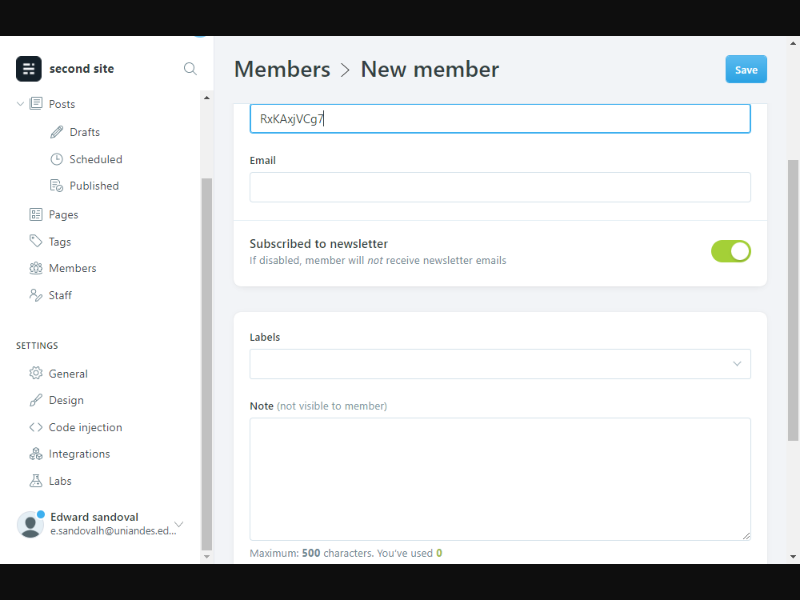 second site
Members > New member
Save
Posts
Drafts
Scheduled
Published
Pages
Tags
Members
Staff
SETTINGS
General
Design
Code injection
Integrations
Labs
Edward sandoval
e.sandovalh@uniandes.ed...
RxKAxjVCg7
Email
Subscribed to newsletter
If disabled, member will not receive newsletter emails
Labels
Note (not visible to member)
Maximum: 500 characters. You've used 0